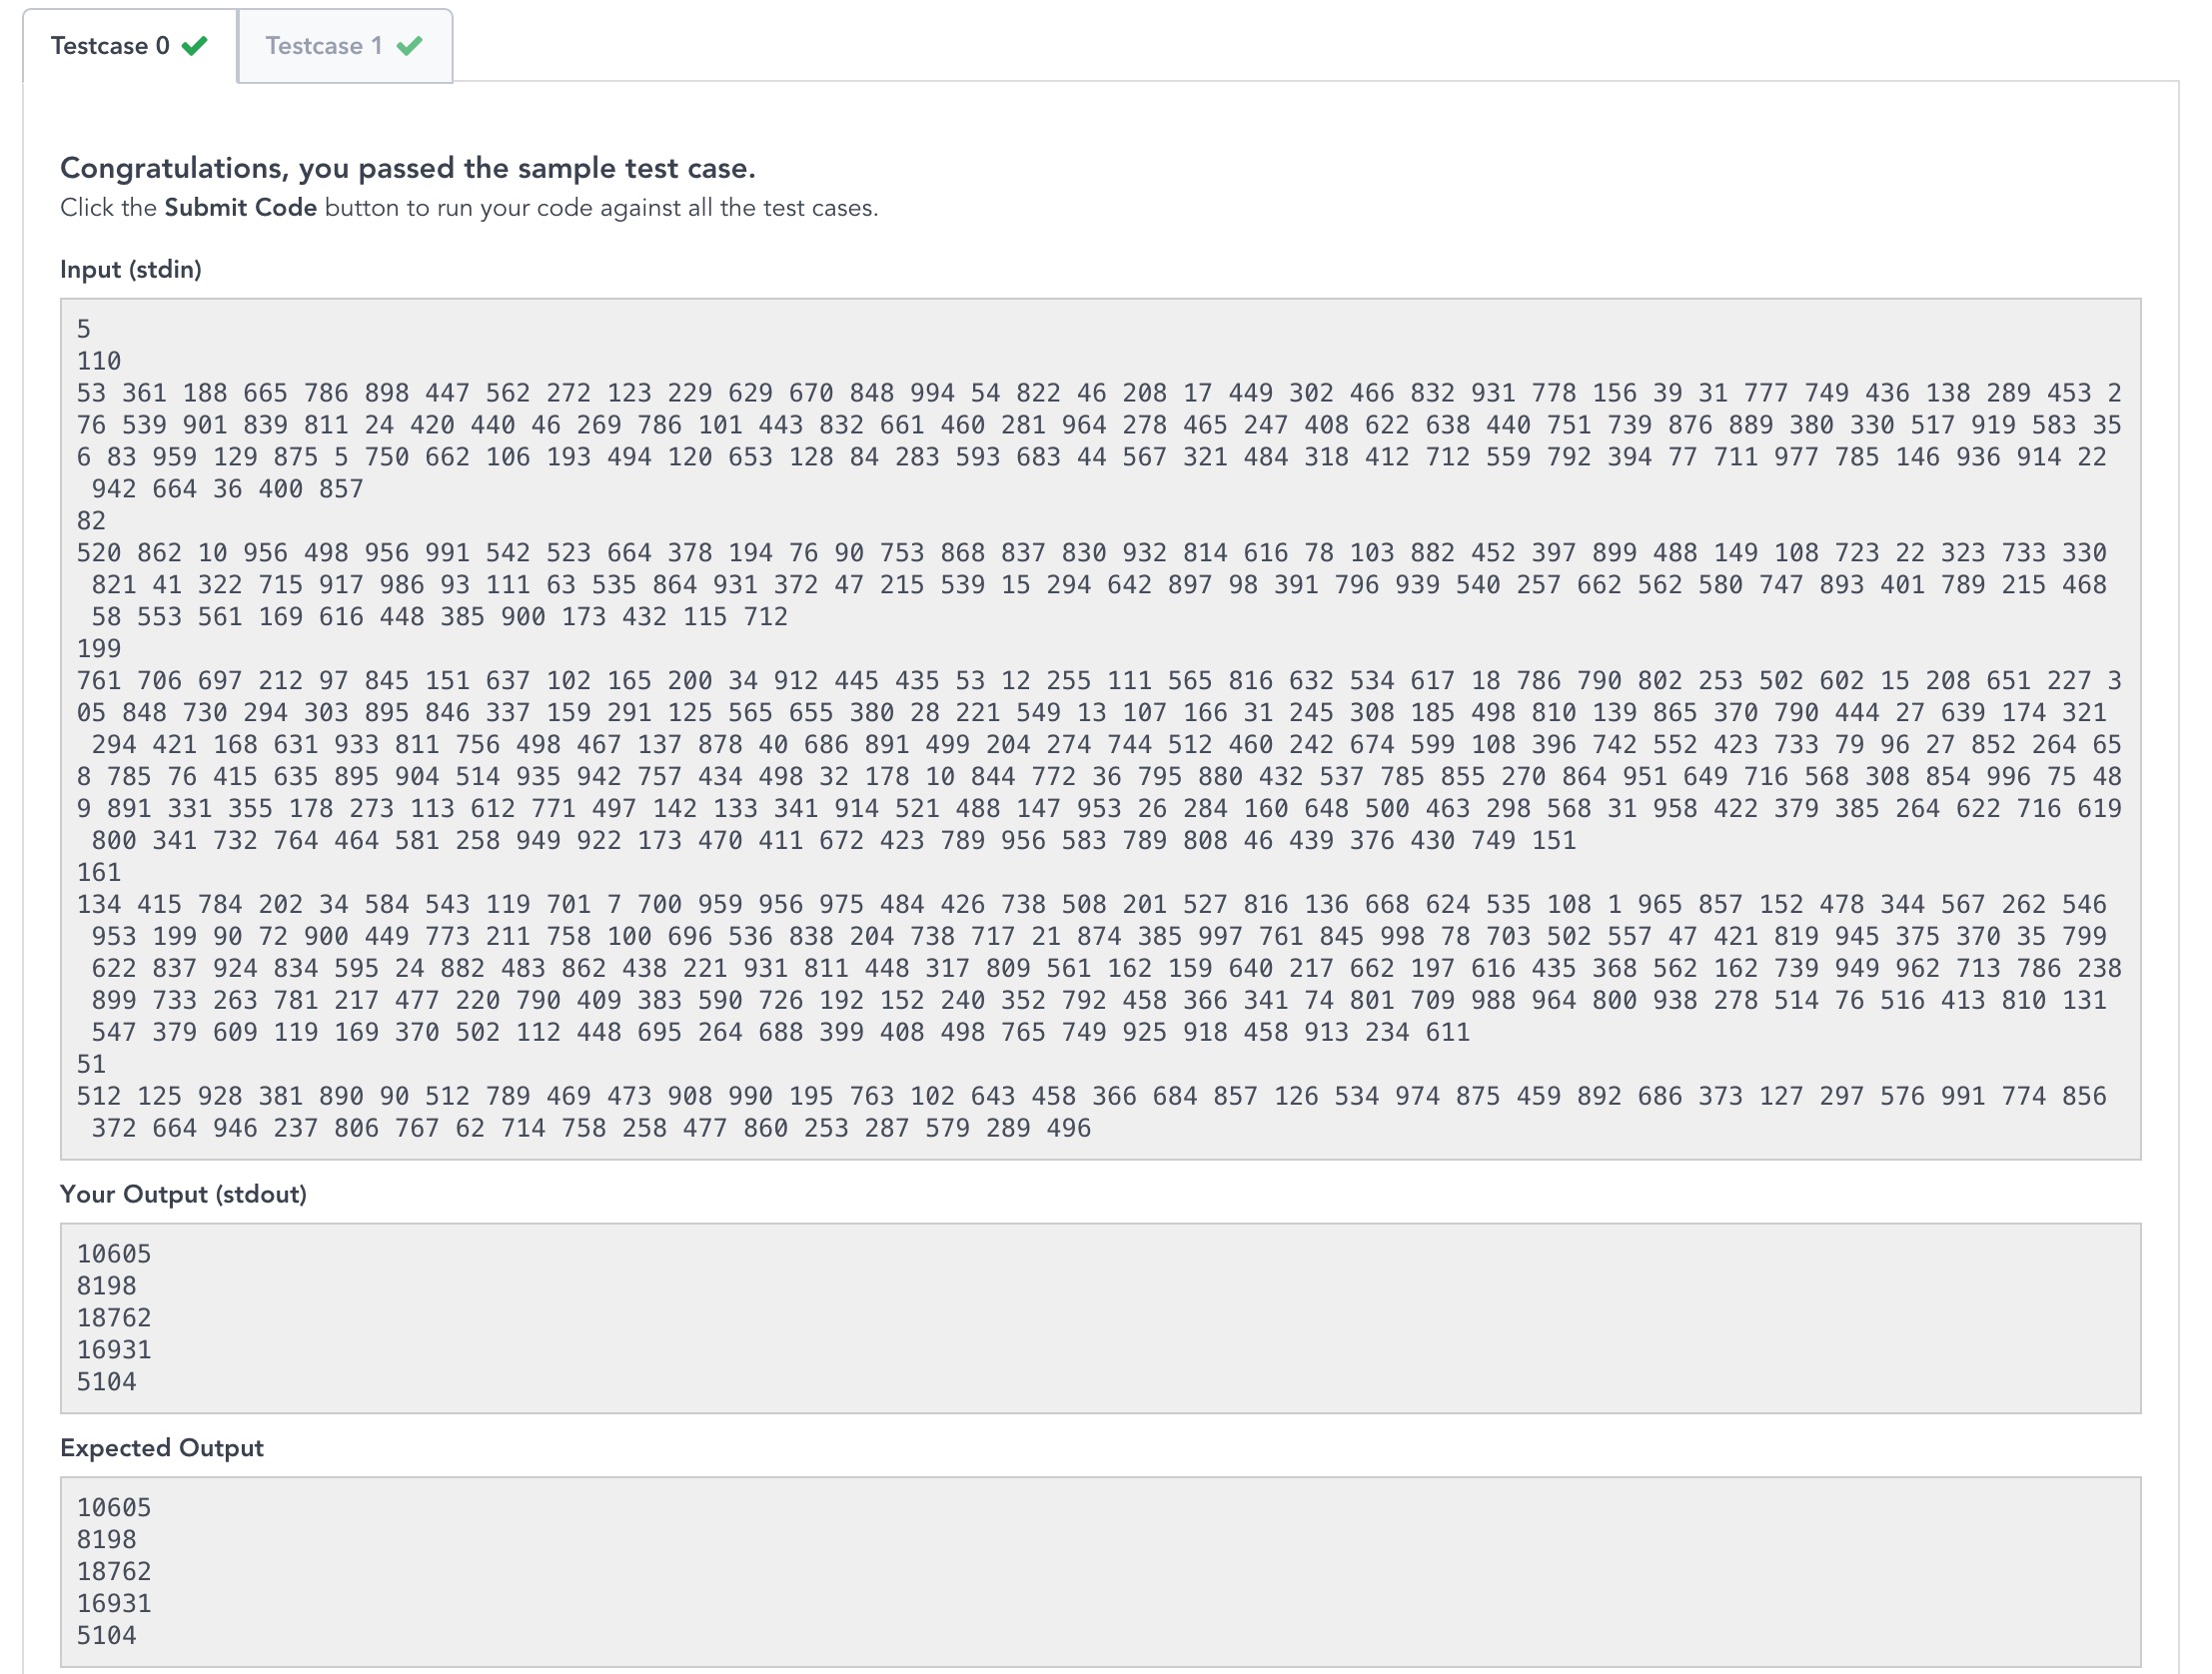 Testcase 0
Testcase 1
Congratulations, you passed the sample test case.
Click the Submit Code button to run your code against all the test cases.
Input (stdin)
5
110
53 361 188 665 786 898 447 562 272 123 229 629 670 848 994 54 822 46 208 17 449 302 466 832 931 778 156 39 31 777 749 436 138 289 453 2
76 539 901 839 811 24 420 440 46 269 786 101 443 832 661 460 281 964 278 465 247 408 622 638 440 751 739 876 889 380 330 517 919 583 35
6 83 959 129 875 5 750 662 106 193 494 120 653 128 84 283 593 683 44 567 321 484 318 412 712 559 792 394 77 711 977 785 146 936 914 22
942 664 36 400 857
82
520 862 10 956 498 956 991 542 523 664 378 194 76 90 753 868 837 830 932 814 616 78 103 882 452 397 899 488 149 108 723 22 323 733 330
821 41 322 715 917 986 93 111 63 535 864 931 372 47 215 539 15 294 642 897 98 391 796 939 540 257 662 562 580 747 893 401 789 215 468
58 553 561 169 616 448 385 900 173 432 115 712
199
761 706 697 212 97 845 151 637 102 165 200 34 912 445 435 53 12 255 111 565 816 632 534 617 18 786 790 802 253 502 602 15 208 651 227 3
05 848 730 294 303 895 846 337 159 291 125 565 655 380 28 221 549 13 107 166 31 245 308 185 498 810 139 865 370 790 444 27 639 174 321
294 421 168 631 933 811 756 498 467 137 878 40 686 891 499 204 274 744 512 460 242 674 599 108 396 742 552 423 733 79 96 27 852 264 65
8 785 76 415 635 895 904 514 935 942 757 434 498 32 178 10 844 772 36 795 880 432 537 785 855 270 864 951 649 716 568 308 854 996 75 48
9 891 331 355 178 273 113 612 771 497 142 133 341 914 521 488 147 953 26 284 160 648 500 463 298 568 31 958 422 379 385 264 622 716 619
800 341 732 764 464 581 258 949 922 173 470 411 672 423 789 956 583 789 808 46 439 376 430 749 151
161
134 415 784 202 34 584 543 119 701 7 700 959 956 975 484 426 738 508 201 527 816 136 668 624 535 108 1 965 857 152 478 344 567 262 546
953 199 90 72 900 449 773 211 758 100 696 536 838 204 738 717 21 874 385 997 761 845 998 78 703 502 557 47 421 819 945 375 370 35 799
622 837 924 834 595 24 882 483 862 438 221 931 811 448 317 809 561 162 159 640 217 662 197 616 435 368 562 162 739 949 962 713 786 238
899 733 263 781 217 477 220 790 409 383 590 726 192 152 240 352 792 458 366 341 74 801 709 988 964 800 938 278 514 76 516 413 810 131
547 379 609 119 169 370 502 112 448 695 264 688 399 408 498 765 749 925 918 458 913 234 611
51
512 125 928 381 890 90 512 789 469 473 908 990 195 763 102 643 458 366 684 857 126 534 974 875 459 892 686 373 127 297 576 991 774 856
372 664 946 237 806 767 62 714 758 258 477 860 253 287 579 289 496
Your Output (stdout)
10605
8198
18762
16931
5104
Expected Output
10605
8198
18762
16931
5104